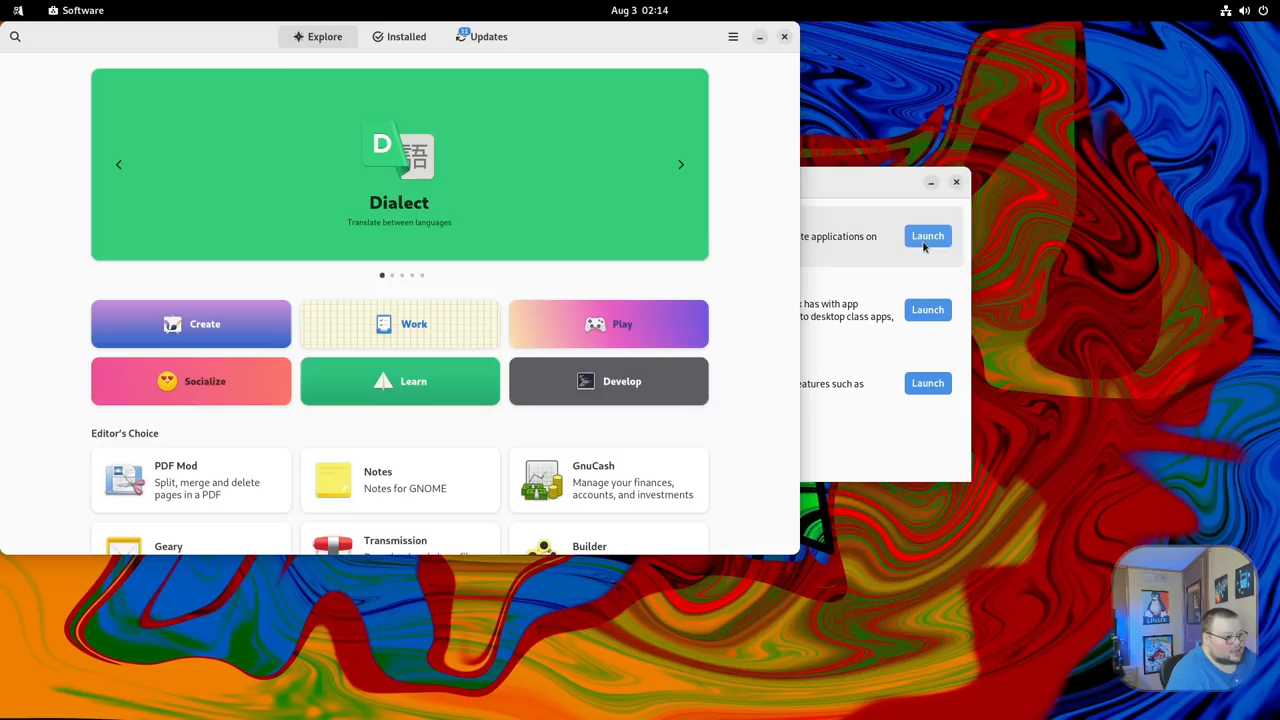 Software
Aug 3 02:14
Explore
Installed
11
Updates
D
語
Dialect
Translate between languages
Create
Work
Play
Socialize
Learn
Develop
Editor's Choice
PDF Mod
Split, merge and delete
pages in a PDF
Notes
Notes for GNOME
GnuCash
Manage your finances,
accounts, and investments
Geary
Transmission
Builder
te applications on
Launch
x has with app
to desktop class apps,
Launch
eatures such as
Launch
LINUX